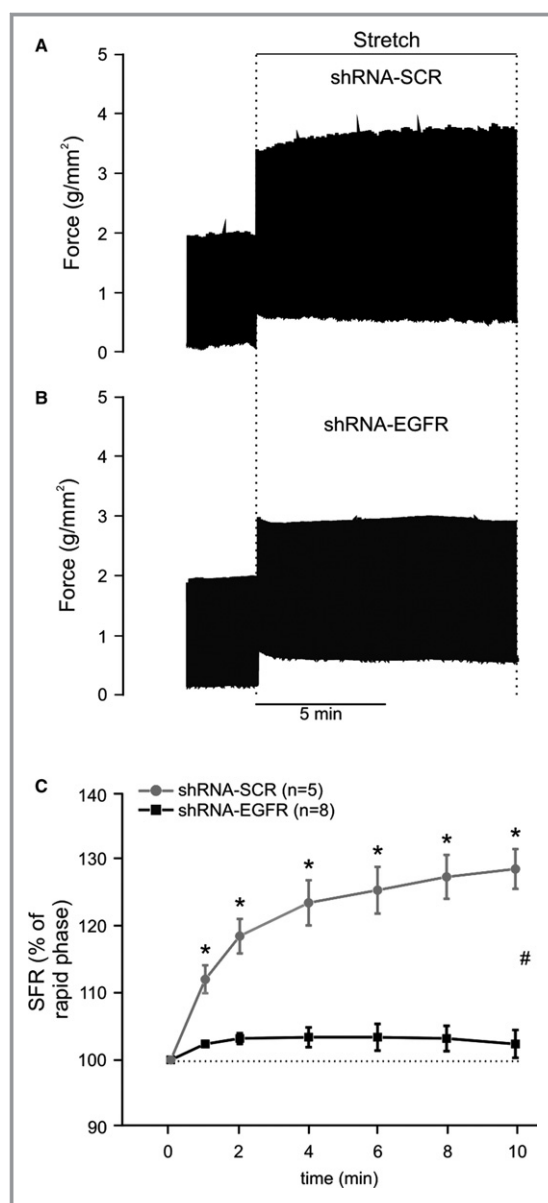 A
Stretch
shRNA-SCR
5
4
3
2
1
0
Force (g/mm²)
B
shRNA-EGFR
5
4
3
2
1
0
Force (g/mm²)
5 min
C
shRNA-SCR (n=5)
shRNA-EGFR (n=8)
140
130
120
110
100
90
SFR (% of
rapid phase)
* * * * * *
#
0 2 4 6 8 10
time (min)